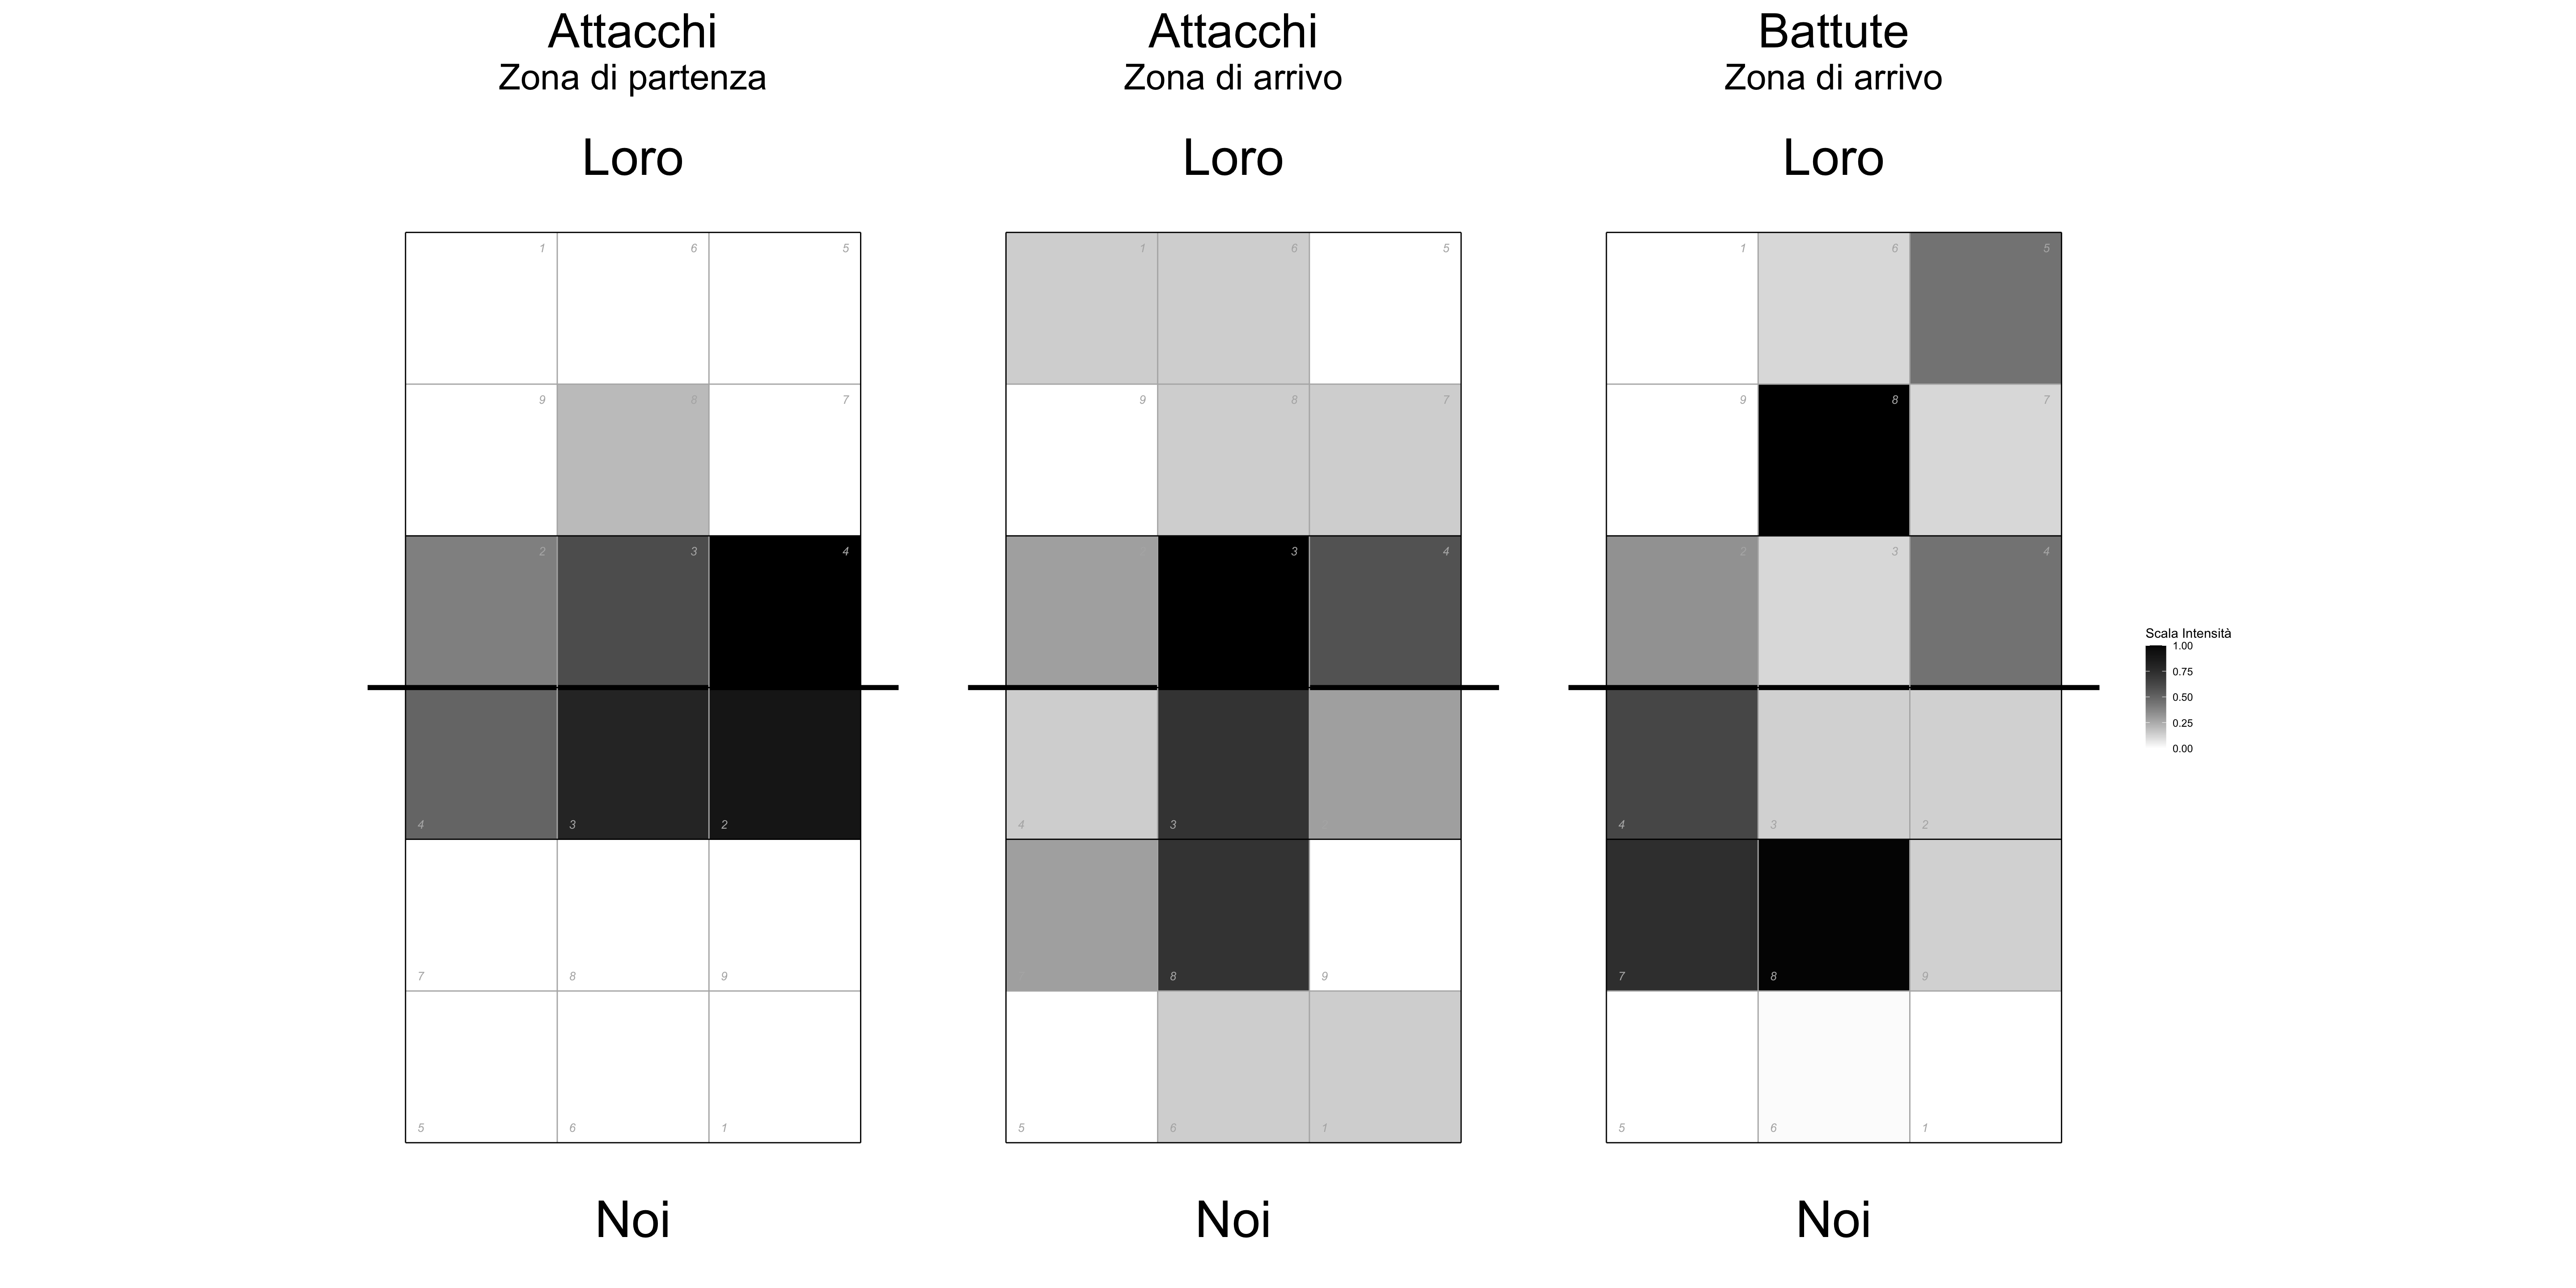 Attacchi Attacchi Battute
Zona di partenza Zona di arrivo Zona di arrivo
Loro Loro Loro
1 6 5 1 6 5 1 6 5
9 8 7 9 8 7 9 8 7
2 3 4 3 4 2 3 4
Scala Intensità
1.00
0.75
0.50
0.25
0.00
4 3 2 4 3 4 3 2
7 8 9 8 9 7 8 9
5 6 1 5 6 1 5 6 1
Noi Noi Noi